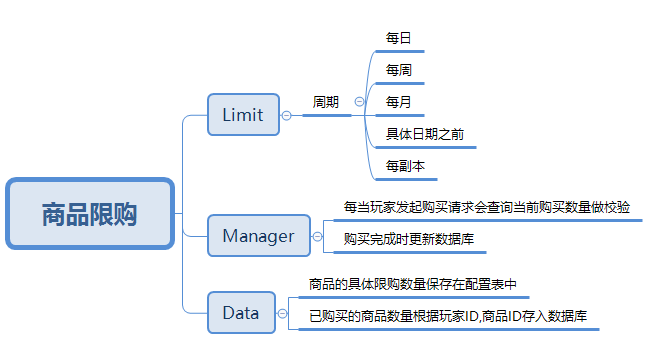 商品限购
Limit
周期
每日
每周
每月
具体日期之前
每副本
Manager
每当玩家发起购买请求会查询当前购买数量做校验
购买完成时更新数据库
Data
商品的具体限购数量保存在配置表中
已购买的商品数量根据玩家ID,商品ID存入数据库